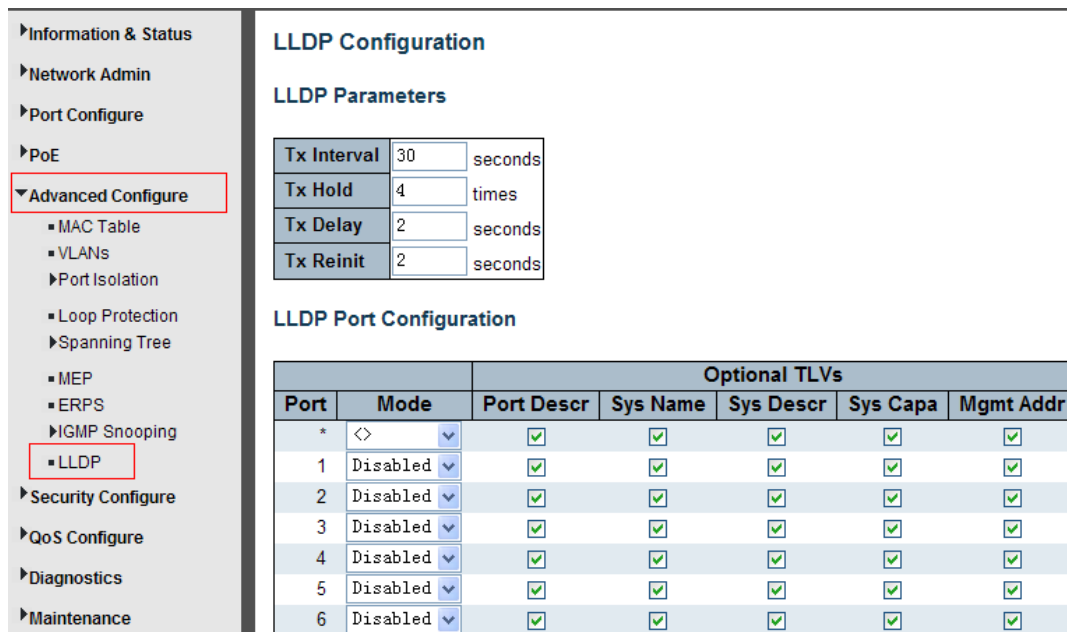 Information & Status
Network Admin
Port Configure
PoE
Advanced Configure
MAC Table
VLANs
Port Isolation
Loop Protection
Spanning Tree
MEP
ERPS
IGMP Snooping
LLDP
Security Configure
QoS Configure
Diagnostics
Maintenance
LLDP Configuration
LLDP Parameters
Tx Interval 30 seconds
Tx Hold 4 times
Tx Delay 2 seconds
Tx Reinit 2 seconds
LLDP Port Configuration
Optional TLVs
Port Mode Port Descr Sys Name Sys Descr Sys Capa Mgmt Addr
* <>
1 Disabled
2 Disabled
3 Disabled
4 Disabled
5 Disabled
6 Disabled